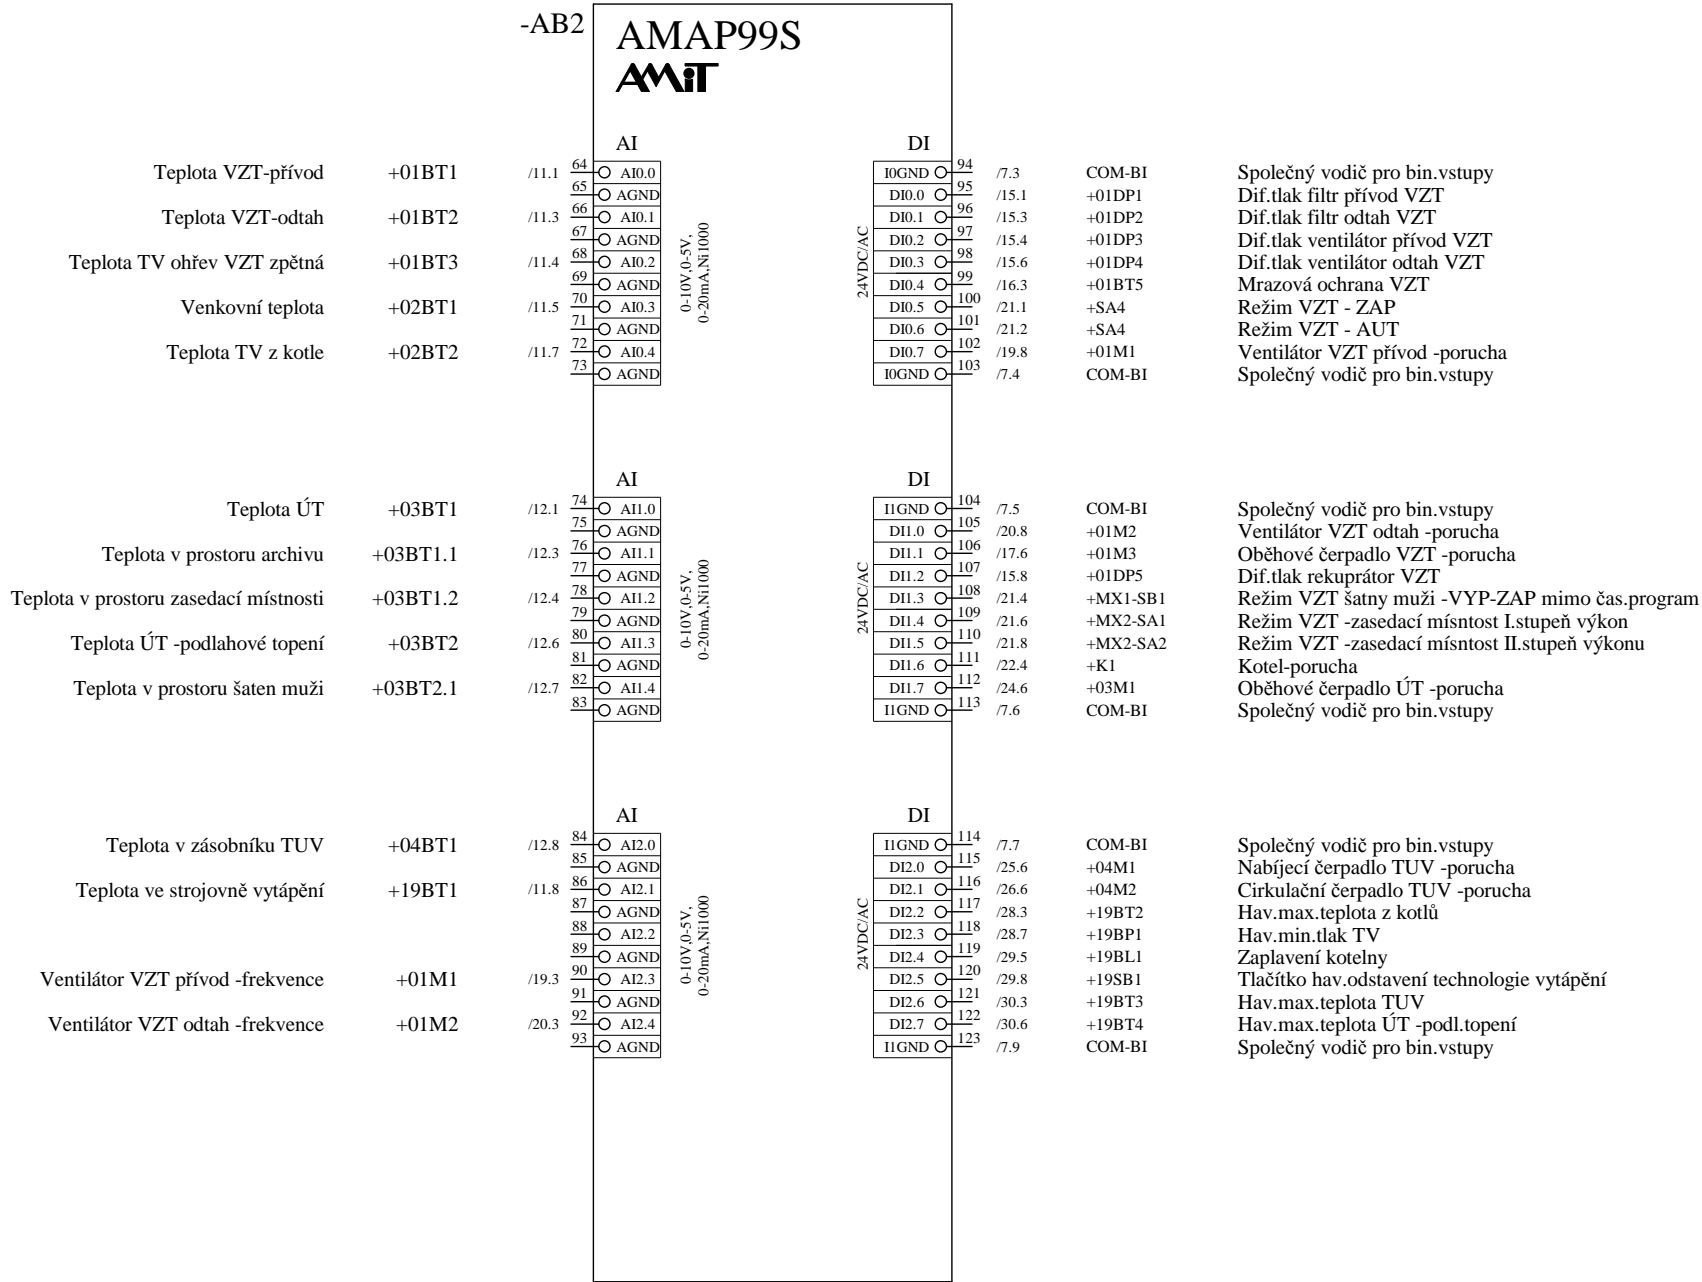 -AB2 AMAP99S
AMiT
AI DI
Teplota VZT-přívod +01BT1 /11.1 64 AI0.0 I0GND 94 /7.3 COM-BI Společný vodič pro bin.vstupy
65 AGND DI0.0 95 /15.1 +01DP1 Dif.tlak filtr přívod VZT
Teplota VZT-odtah +01BT2 /11.3 66 AI0.1 DI0.1 96 /15.3 +01DP2 Dif.tlak filtr odtah VZT
67 AGND DI0.2 97 /15.4 +01DP3 Dif.tlak ventilátor přívod VZT
Teplota TV ohřev VZT zpětná +01BT3 /11.4 68 AI0.2 DI0.3 98 /15.6 +01DP4 Dif.tlak ventilátor odtah VZT
69 AGND DI0.4 99 /16.3 +01BT5 Mrazová ochrana VZT
Venkovní teplota +02BT1 /11.5 70 AI0.3 DI0.5 100 /21.1 +SA4 Režim VZT - ZAP
71 AGND DI0.6 101 /21.2 +SA4 Režim VZT - AUT
Teplota TV z kotle +02BT2 /11.7 72 AI0.4 DI0.7 102 /19.8 +01M1 Ventilátor VZT přívod -porucha
73 AGND I0GND 103 /7.4 COM-BI Společný vodič pro bin.vstupy
0-10V,0-5V,
0-20mA,Ni1000
24VDC/AC
AI DI
Teplota ÚT +03BT1 /12.1 74 AI1.0 I1GND 104 /7.5 COM-BI Společný vodič pro bin.vstupy
75 AGND DI1.0 105 /20.8 +01M2 Ventilátor VZT odtah -porucha
Teplota v prostoru archivu +03BT1.1 /12.3 76 AI1.1 DI1.1 106 /17.6 +01M3 Oběhové čerpadlo VZT -porucha
77 AGND DI1.2 107 /15.8 +01DP5 Dif.tlak rekuprátor VZT
Teplota v prostoru zasedací místnosti +03BT1.2 /12.4 78 AI1.2 DI1.3 108 /21.4 +MX1-SB1 Režim VZT šatny muži -VYP-ZAP mimo čas.program
79 AGND DI1.4 109 /21.6 +MX2-SA1 Režim VZT -zasedací mísntost I.stupeň výkon
Teplota ÚT -podlahové topení +03BT2 /12.6 80 AI1.3 DI1.5 110 /21.8 +MX2-SA2 Režim VZT -zasedací mísntost II.stupeň výkonu
81 AGND DI1.6 111 /22.4 +K1 Kotel-porucha
Teplota v prostoru šaten muži +03BT2.1 /12.7 82 AI1.4 DI1.7 112 /24.6 +03M1 Oběhové čerpadlo ÚT -porucha
83 AGND I1GND 113 /7.6 COM-BI Společný vodič pro bin.vstupy
0-10V,0-5V,
0-20mA,Ni1000
24VDC/AC
AI DI
Teplota v zásobníku TUV +04BT1 /12.8 84 AI2.0 I1GND 114 /7.7 COM-BI Společný vodič pro bin.vstupy
85 AGND DI2.0 115 /25.6 +04M1 Nabíjecí čerpadlo TUV -porucha
Teplota ve strojovně vytápění +19BT1 /11.8 86 AI2.1 DI2.1 116 /26.6 +04M2 Cirkulační čerpadlo TUV -porucha
87 AGND DI2.2 117 /28.3 +19BT2 Hav.max.teplota z kotlů
88 AI2.2 DI2.3 118 /28.7 +19BP1 Hav.min.tlak TV
89 AGND DI2.4 119 /29.5 +19BL1 Zaplavení kotelny
Ventilátor VZT přívod -frekvence +01M1 /19.3 90 AI2.3 DI2.5 120 /29.8 +19SB1 Tlačítko hav.odstavení technologie vytápění
91 AGND DI2.6 121 /30.3 +19BT3 Hav.max.teplota TUV
Ventilátor VZT odtah -frekvence +01M2 /20.3 92 AI2.4 DI2.7 122 /30.6 +19BT4 Hav.max.teplota ÚT -podl.topení
93 AGND I1GND 123 /7.9 COM-BI Společný vodič pro bin.vstupy
0-10V,0-5V,
0-20mA,Ni1000
24VDC/AC